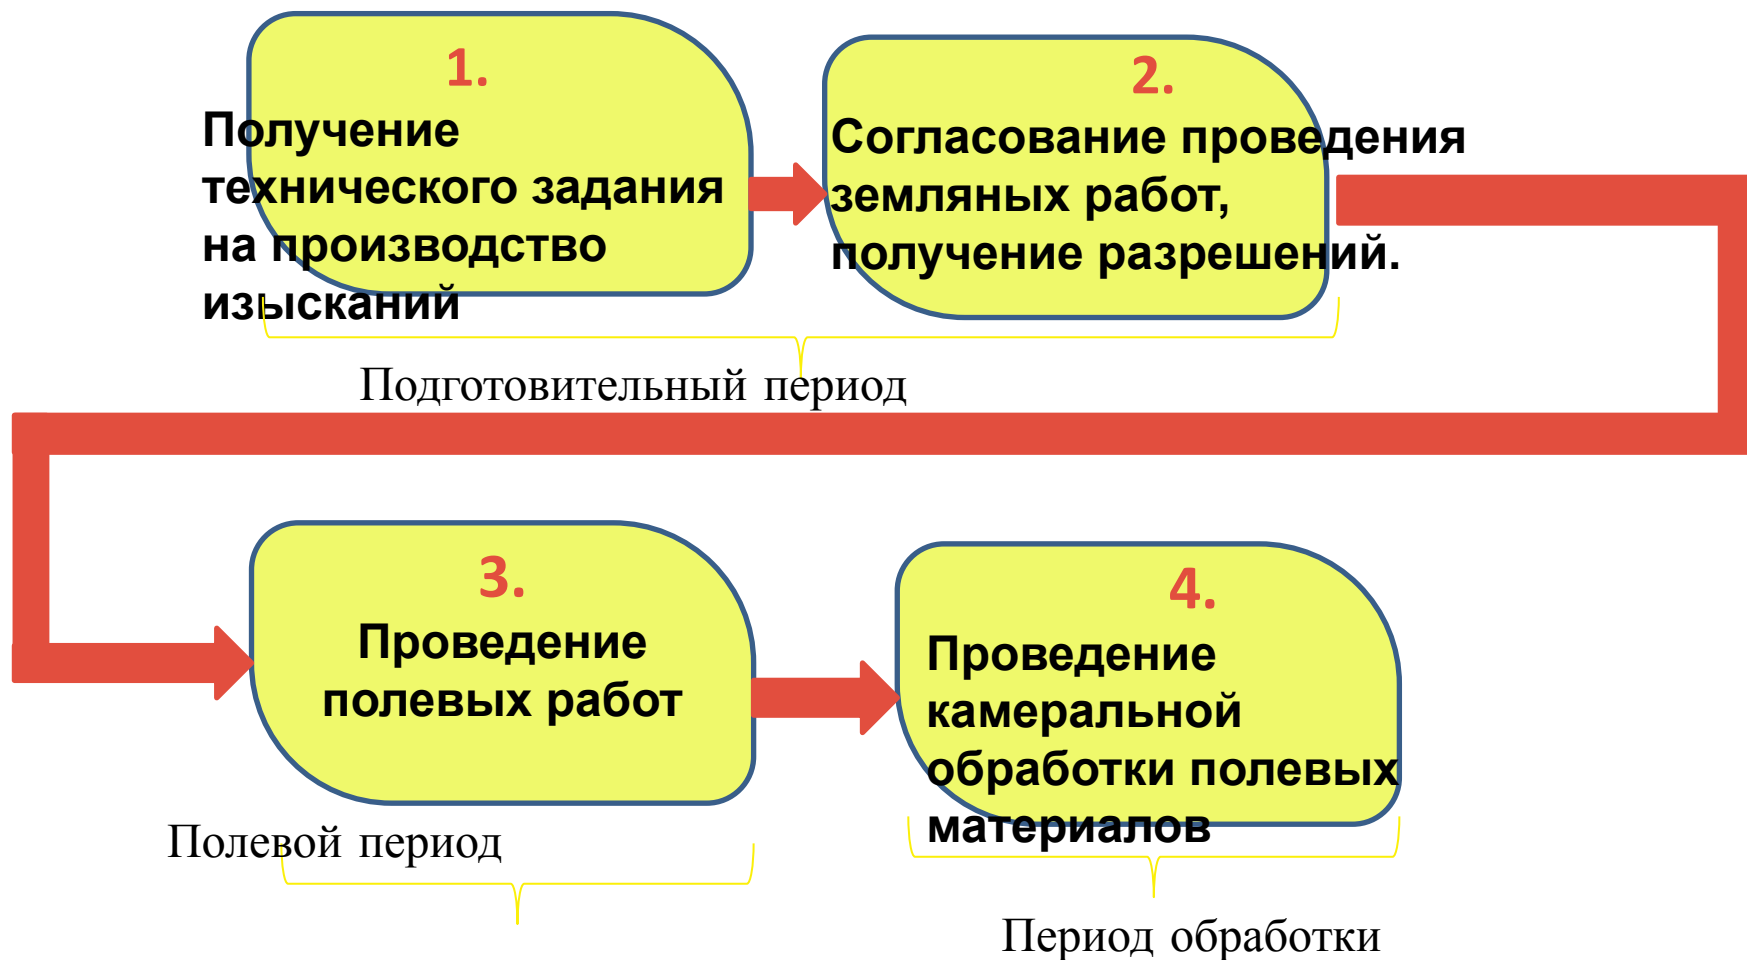 1.
Получение
технического задания
на производство
изысканий
2.
Согласование проведения
земляных работ,
получение разрешений.
Подготовительный период
3.
Проведение
полевых работ
4.
Проведение
камеральной
обработки полевых
материалов
Полевой период
Период обработки